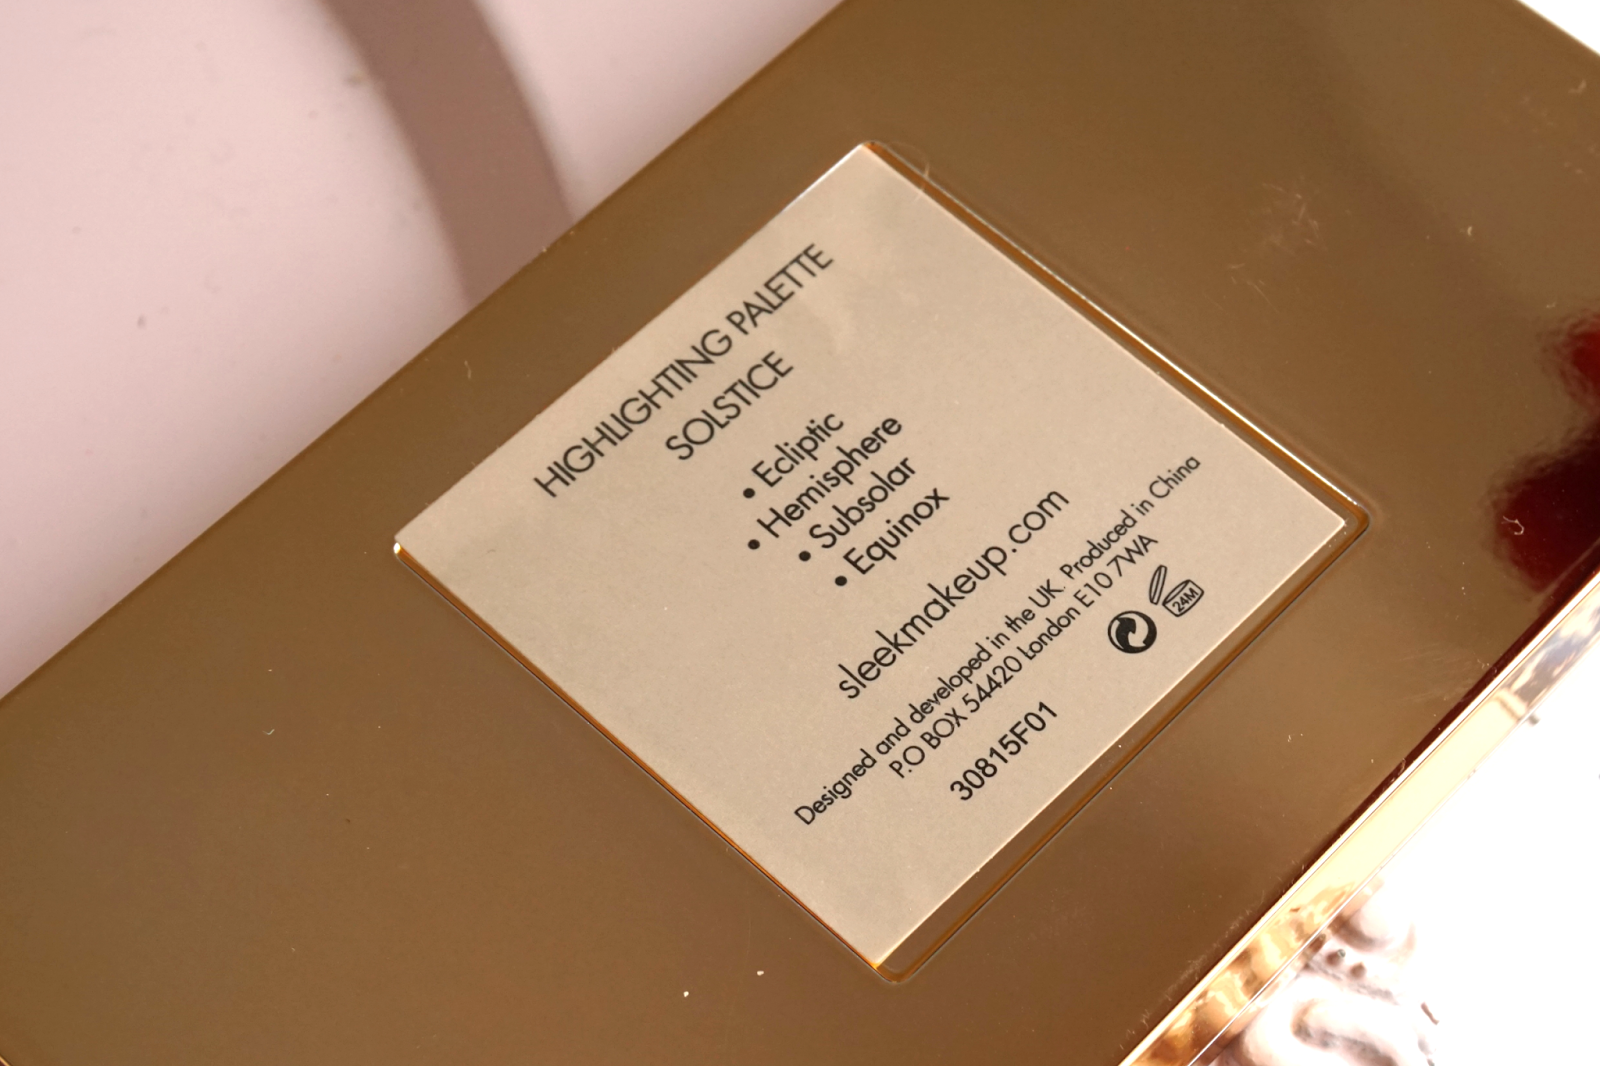 HIGHLIGHTING PALETTE
SOLSTICE
• Ecliptic
• Hemisphere
• Subsolar
• Equinox
sleekmakeup.com
Designed and developed in the UK. Produced in China
P.O BOX 54420 London E10 7WA
24M
30815F01